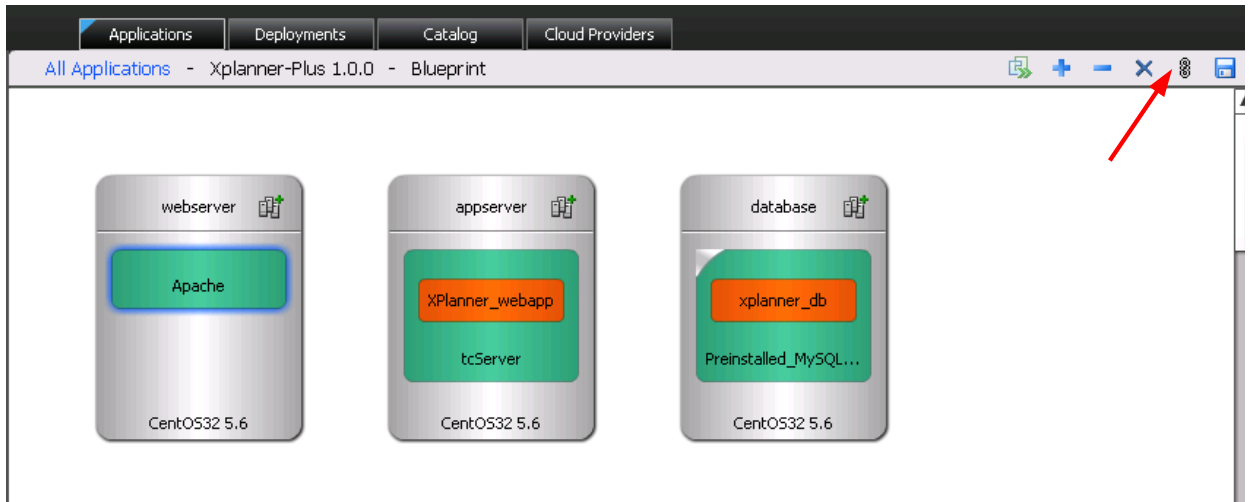 Applications Deployments Catalog Cloud Providers
All Applications - Xplanner-Plus 1.0.0 - Blueprint
webserver appserver database
Apache
XPlanner_webapp xplanner_db
tcServer Preinstalled_MySQL...
CentOS32 5.6 CentOS32 5.6 CentOS32 5.6